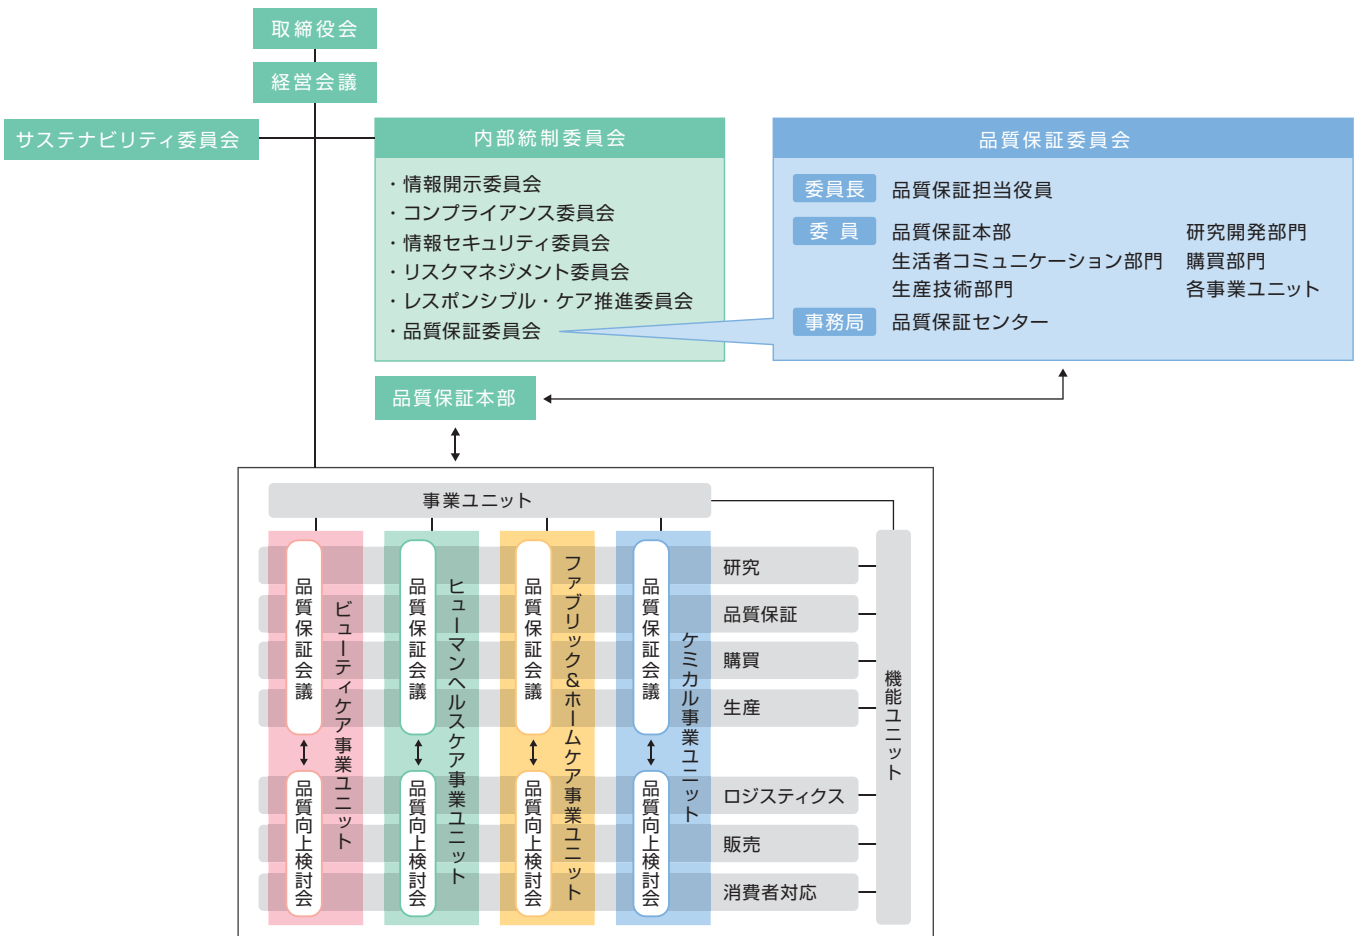 取締役会
経営会議
サステナビリティ委員会
内部統制委員会
・情報開示委員会
・コンプライアンス委員会
・情報セキュリティ委員会
・リスクマネジメント委員会
・レスポンシブル・ケア推進委員会
・品質保証委員会
品質保証委員会
委員長 品質保証担当役員
委 員 品質保証本部 研究開発部門
生活者コミュニケーション部門 購買部門
生産技術部門 各事業ユニット
事務局 品質保証センター
品質保証本部
事業ユニット
品質保証会議
品質向上検討会
ビューティケア事業ユニット
品質保証会議
品質向上検討会
ヒューマンヘルスケア事業ユニット
品質保証会議
品質向上検討会
ファブリック&ホームケア事業ユニット
品質保証会議
品質向上検討会
ケミカル事業ユニット
研究
品質保証
購買
生産
ロジスティクス
販売
消費者対応
機能ユニット